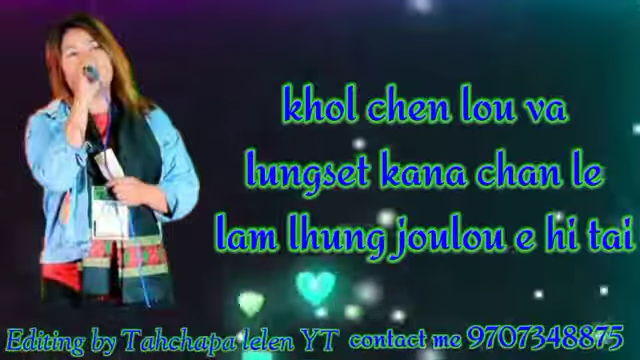 khol chen lou va
lungset kana chan le
lam lhung joulou e hi tai
Editing by Tahchapa lelen YT contact me 9707348875